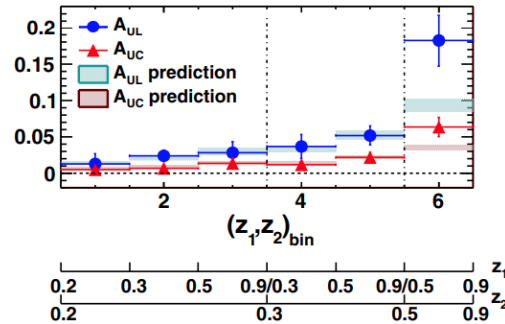 0.2
0.15
0.1
0.05
0
A_UL
A_UC
A_UL prediction
A_UC prediction
2 4 6
(z_1,z_2)_bin
z_1
0.2 0.3 0.5 0.9/0.3 0.5 0.9/0.5 0.9
z_2
0.2 0.3 0.5 0.9